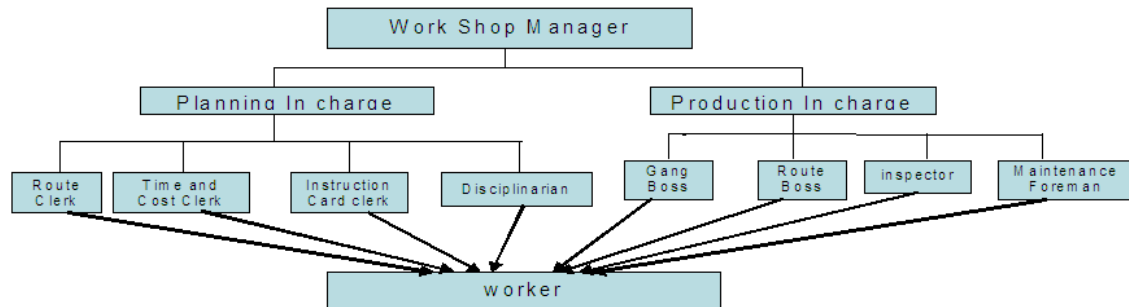 Work Shop Manager
Planning In charge
Production In charge
Route
Clerk
Time and
Cost Clerk
Instruction
Card clerk
Disciplinarian
Gang
Boss
Route
Boss
inspector
Maintenance
Foreman
worker